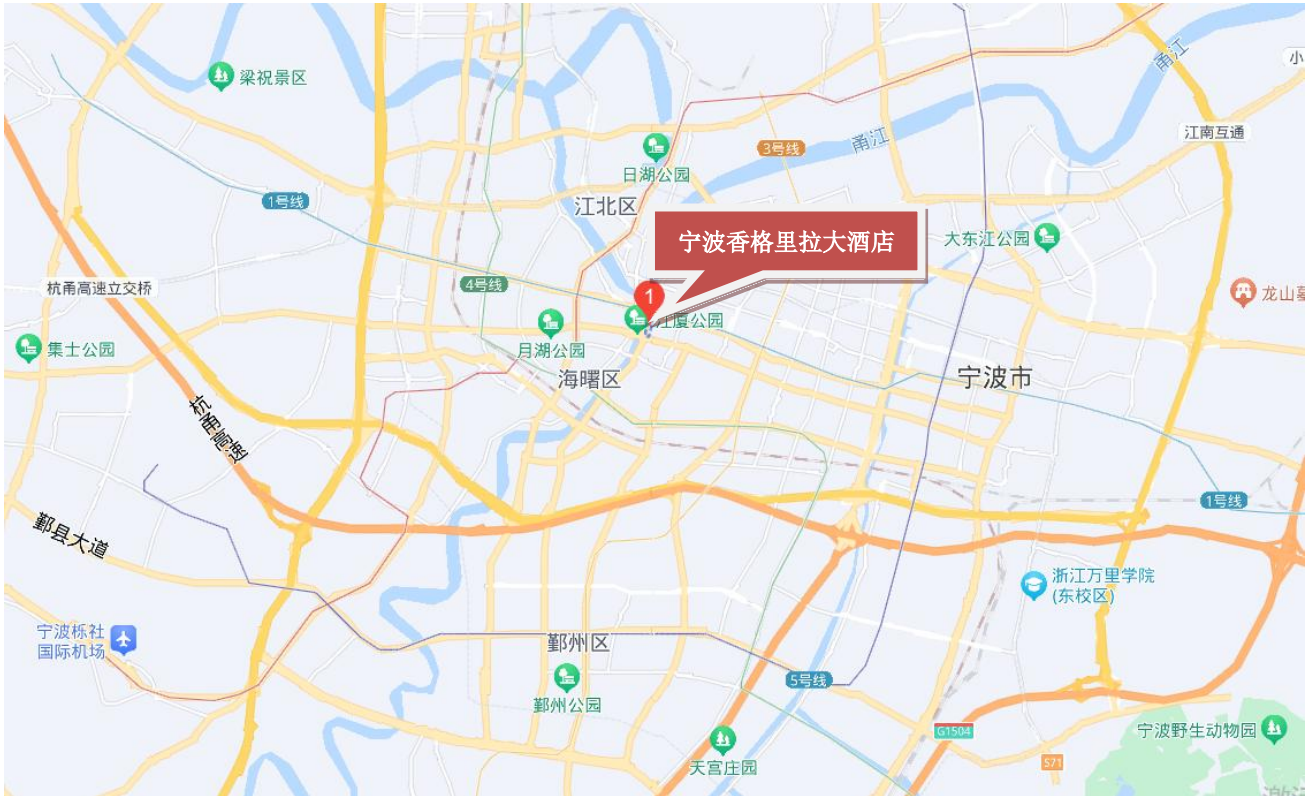 甬江
小
梁祝景区
江南互通
3号线
甬江
日湖公园
1号线
江北区
宁波香格里拉大酒店
大东江公园
4号线
杭甬高速立交桥
1
龙山墓
江厦公园
集士公园
月湖公园
海曙区
宁波市
杭甬高速
1号线
鄞县大道
浙江万里学院
(东校区)
宁波栎社
国际机场
鄞州区
5号线
鄞州公园
G1504
宁波野生动物园
天宫庄园
S71